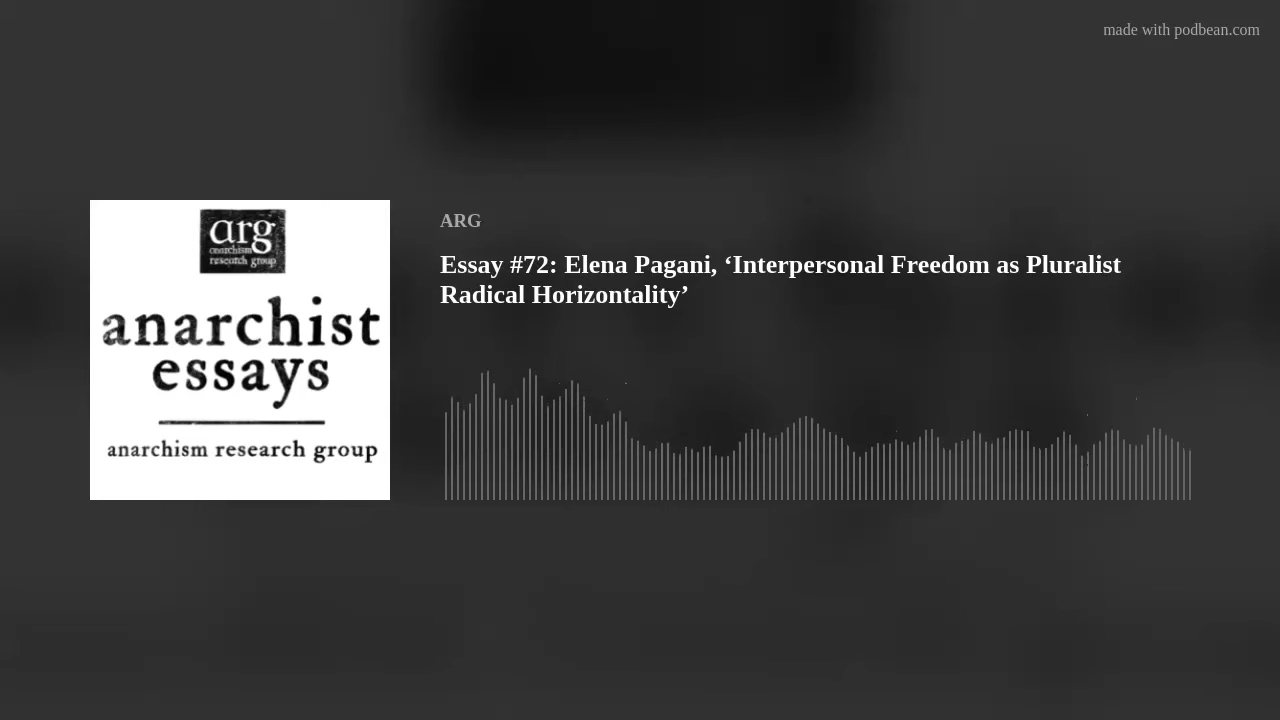 made with podbean.com
arg
anarchism
research group
anarchist
essays
anarchism research group
ARG
Essay #72: Elena Pagani, ‘Interpersonal Freedom as Pluralist
Radical Horizontality’